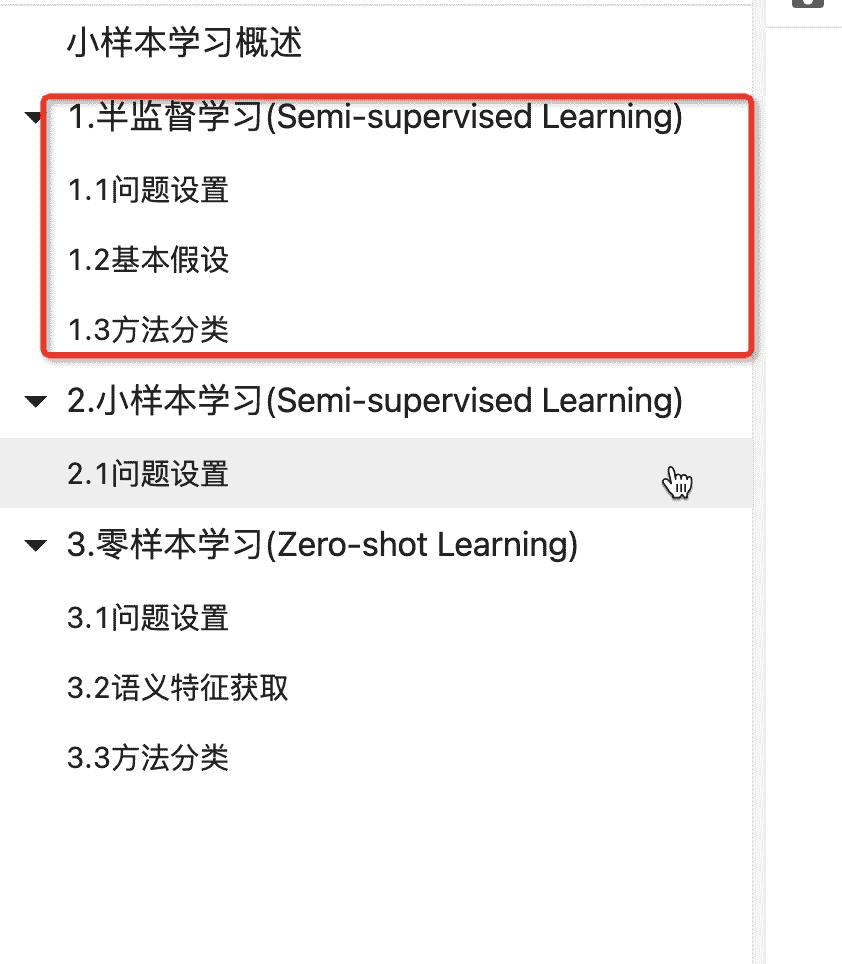 小样本学习概述
1.半监督学习(Semi-supervised Learning)
1.1问题设置
1.2基本假设
1.3方法分类
2.小样本学习(Semi-supervised Learning)
2.1问题设置
3.零样本学习(Zero-shot Learning)
3.1问题设置
3.2语义特征获取
3.3方法分类